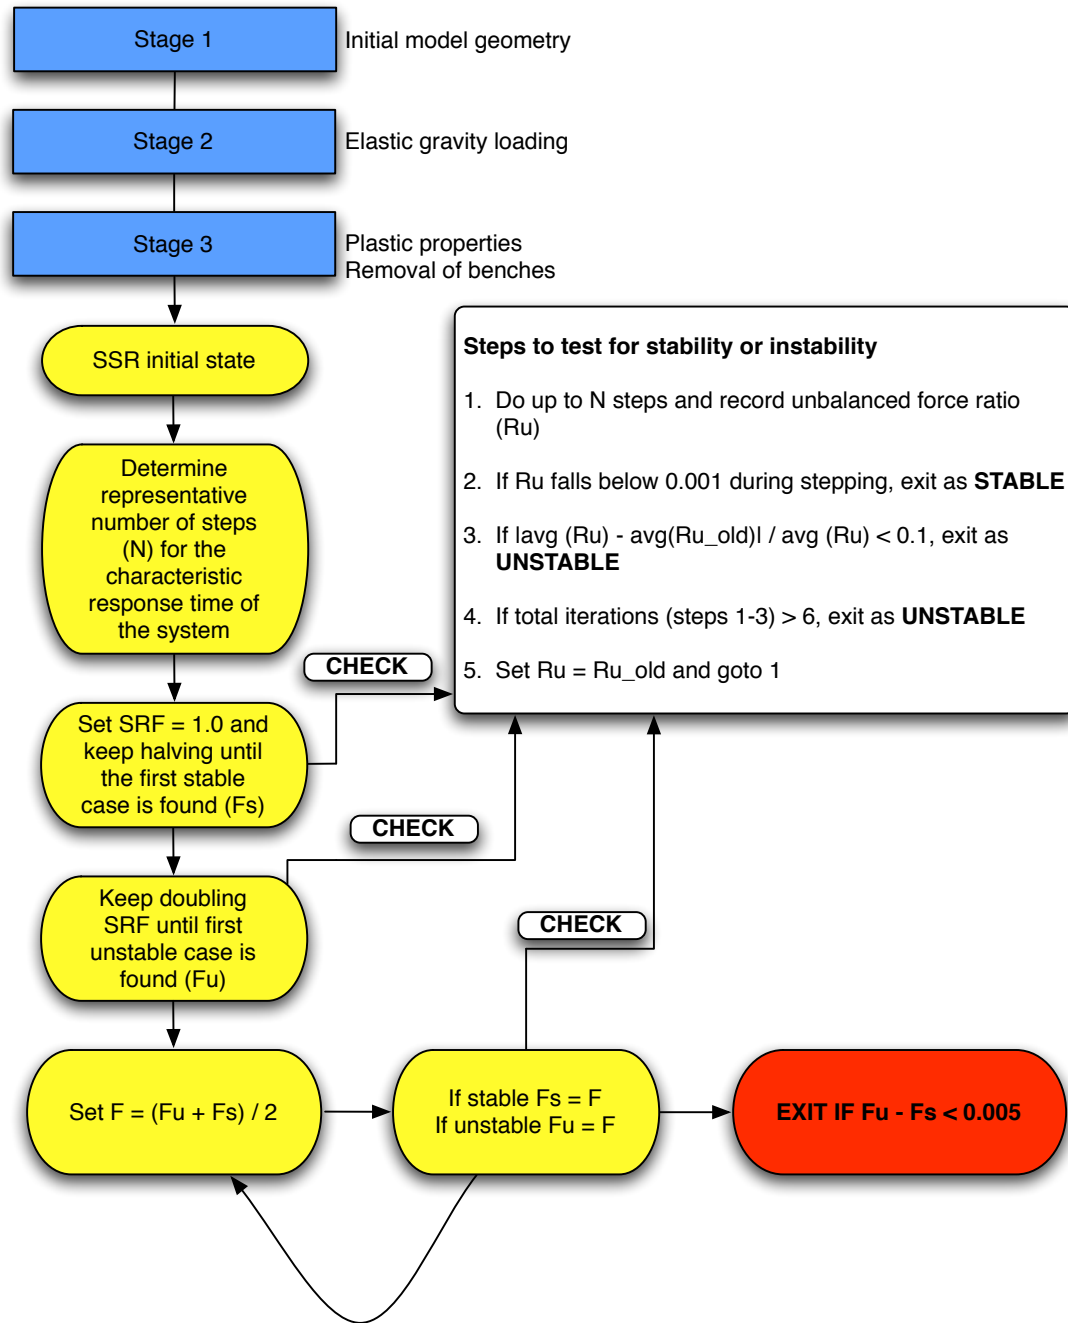 Stage 1
Initial model geometry
Stage 2
Elastic gravity loading
Stage 3
Plastic properties
Removal of benches
SSR initial state
Determine
representative
number of steps
(N) for the
characteristic
response time of
the system
Set SRF = 1.0 and
keep halving until
the first stable
case is found (Fs)
Keep doubling
SRF until first
unstable case is
found (Fu)
Set F = (Fu + Fs) / 2
If stable Fs = F
If unstable Fu = F
EXIT IF Fu - Fs < 0.005
CHECK
CHECK
CHECK
Steps to test for stability or instability
1. Do up to N steps and record unbalanced force ratio
(Ru)
2. If Ru falls below 0.001 during stepping, exit as STABLE
3. If |avg (Ru) - avg(Ru_old)| / avg (Ru) < 0.1, exit as
UNSTABLE
4. If total iterations (steps 1-3) > 6, exit as UNSTABLE
5. Set Ru = Ru_old and goto 1